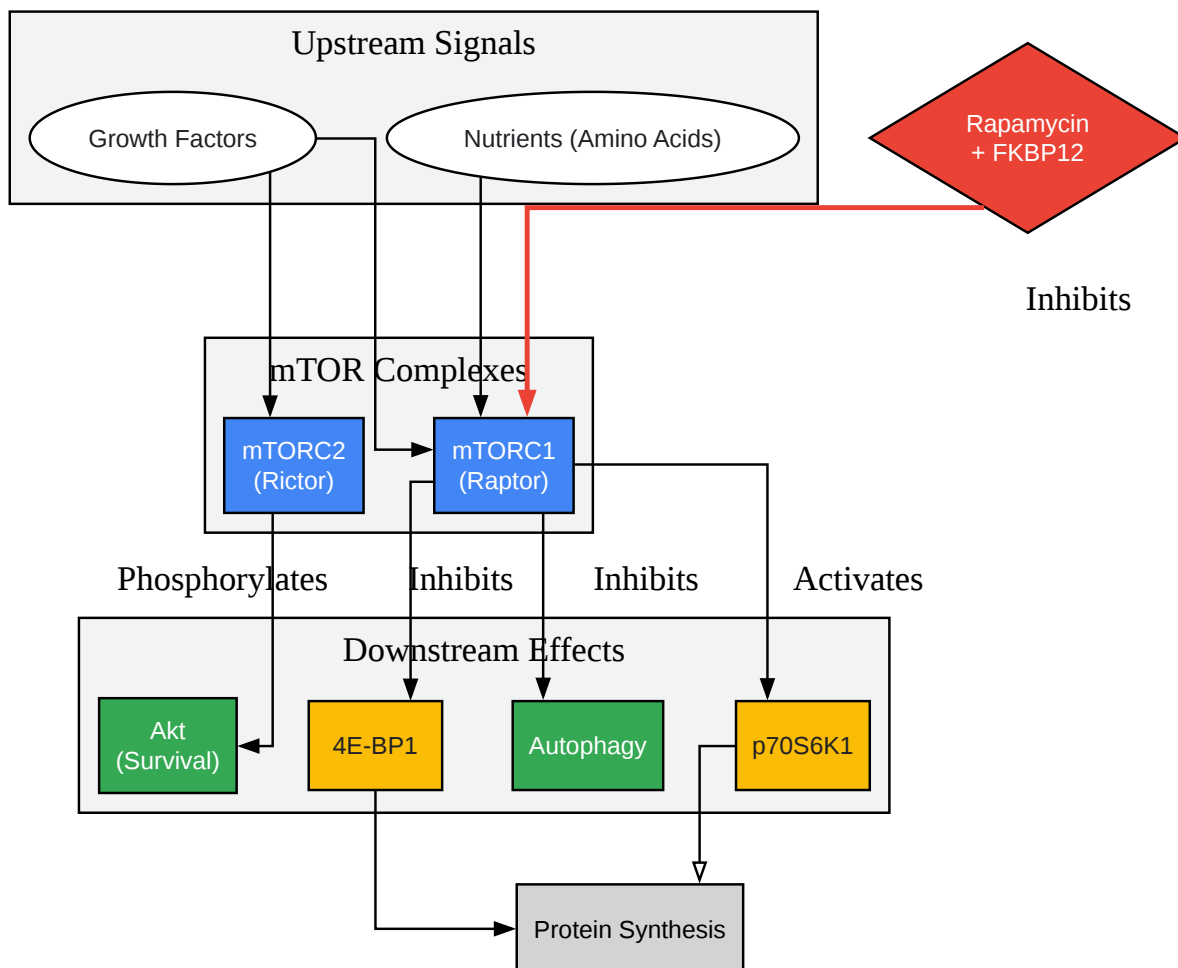 Upstream Signals
Growth Factors
Nutrients (Amino Acids)
Rapamycin
+ FKBP12
Inhibits
mTOR Complexes
mTORC2
(Rictor)
mTORC1
(Raptor)
Phosphorylates
Inhibits
Inhibits
Activates
Downstream Effects
Akt
(Survival)
4E-BP1
Autophagy
p70S6K1
Protein Synthesis